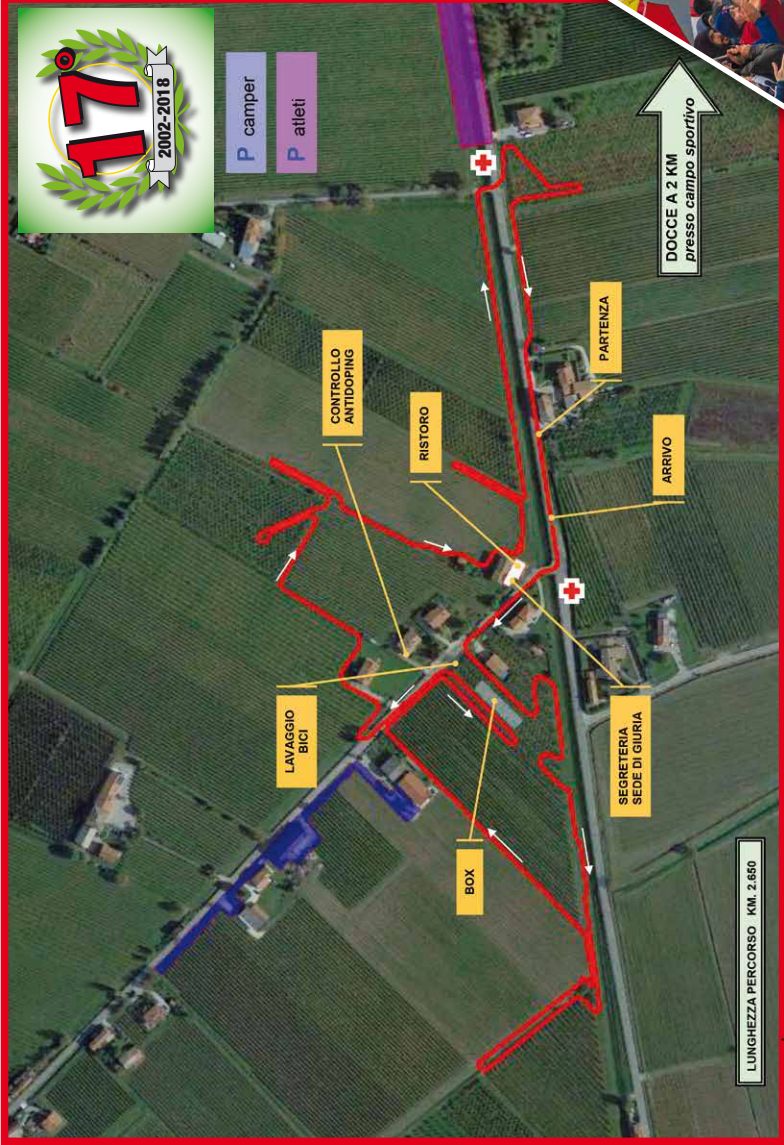 17°
2002-2018
P camper
P atleti
DOCCE A 2 KM
presso campo sportivo
CONTROLLO
ANTIDOPING
RISTORO
PARTENZA
ARRIVO
LAVAGGIO
BICI
BOX
SEGRETERIA
SEDE DI GIURIA
LUNGHEZZA PERCORSO KM. 2.650